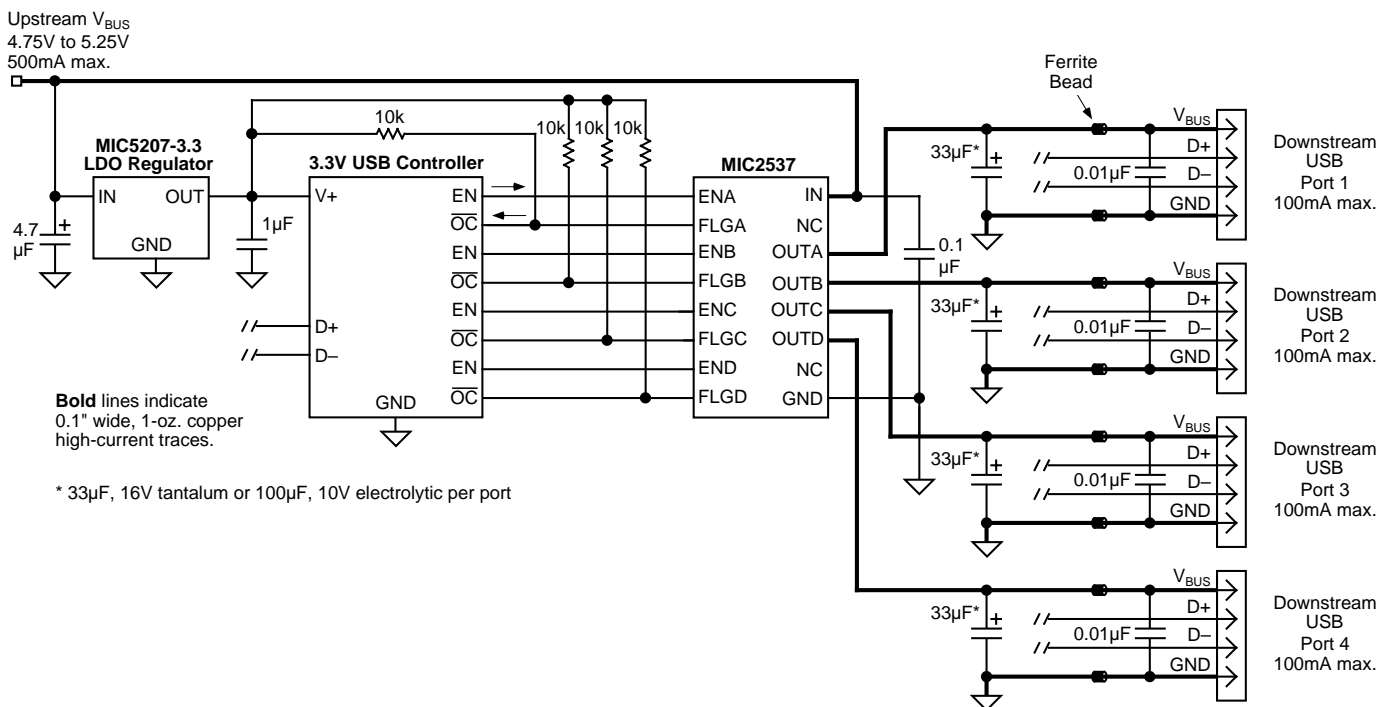 Upstream VBUS
4.75V to 5.25V
500mA max.
MIC5207-3.3
LDO Regulator
IN
OUT
GND
4.7
µF
+
1µF
10k
10k
10k
10k
3.3V USB Controller
V+
D+
D–
GND
EN
OC
EN
OC
EN
OC
EN
OC
MIC2537
ENA
FLGA
ENB
FLGB
ENC
FLGC
END
FLGD
IN
NC
OUTA
OUTB
OUTC
OUTD
NC
GND
0.1
µF
Ferrite
Bead
33µF*
+
0.01µF
VBUS
D+
D–
GND
Downstream
USB
Port 1
100mA max.
33µF*
+
0.01µF
VBUS
D+
D–
GND
Downstream
USB
Port 2
100mA max.
33µF*
+
0.01µF
VBUS
D+
D–
GND
Downstream
USB
Port 3
100mA max.
33µF*
+
0.01µF
VBUS
D+
D–
GND
Downstream
USB
Port 4
100mA max.
Bold lines indicate
0.1" wide, 1-oz. copper
high-current traces.
* 33µF, 16V tantalum or 100µF, 10V electrolytic per port